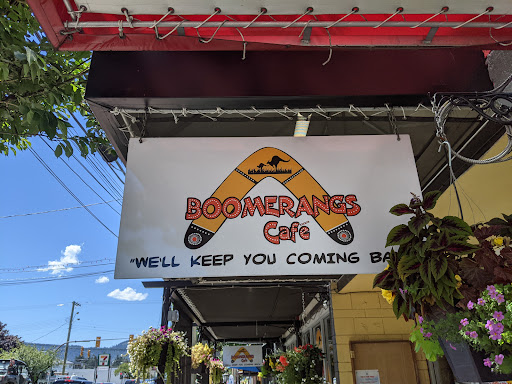 BOOMERANGS
Cafe
"WE'LL KEEP YOU COMING BA